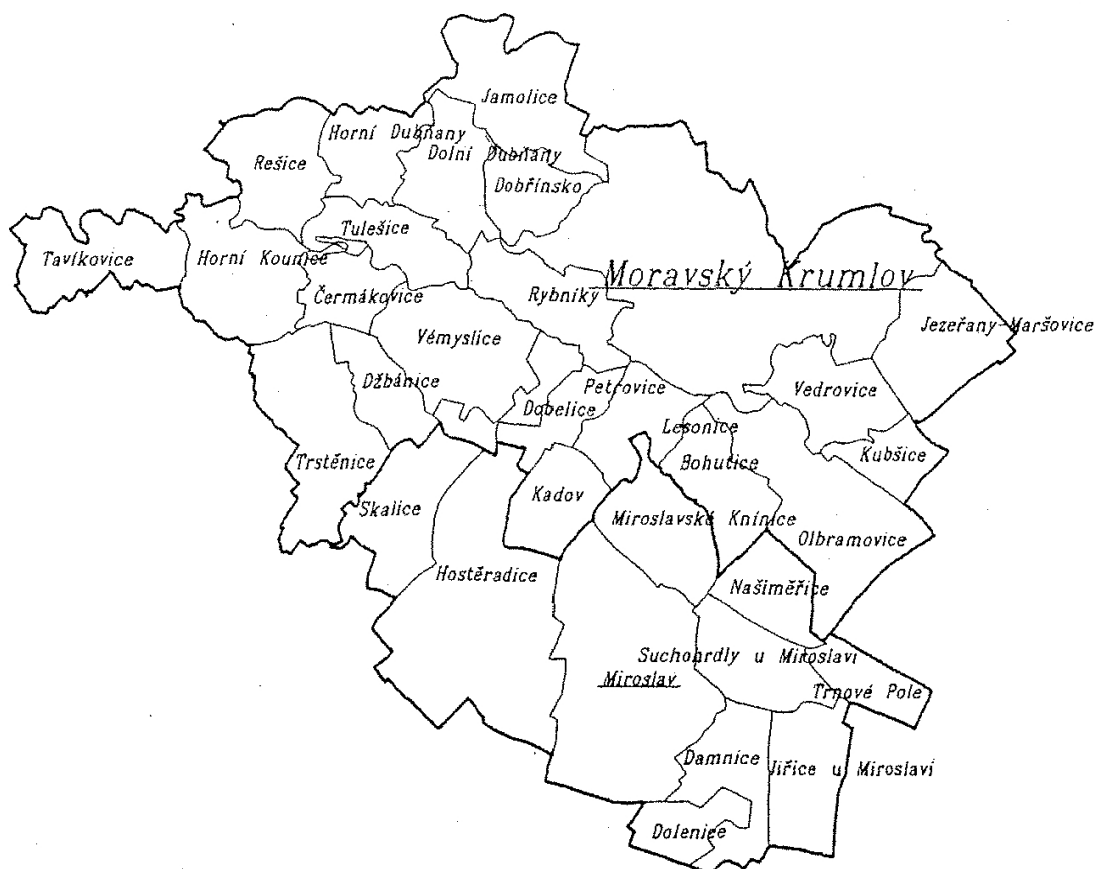 Jamolice
Horní Dubňany
Dolní Dubňany
Rešice
Dobřínsko
Tulešice
Tavíkovice
Horní Kounice
Moravský Krumlov
Čermákovice
Rybníky
Jezeřany-Maršovice
Vémyslice
Džbánice
Petrovice
Vedrovice
Dobelice
Lesonice
Kubšice
Trstěnice
Bohutice
Skalice
Kadov
Miroslavské Knínice
Olbramovice
Hostěradice
Našiměřice
Suchohrdly u Miroslavi
Miroslav
Trnové Pole
Damnice
Jiřice u Miroslavi
Dolenice